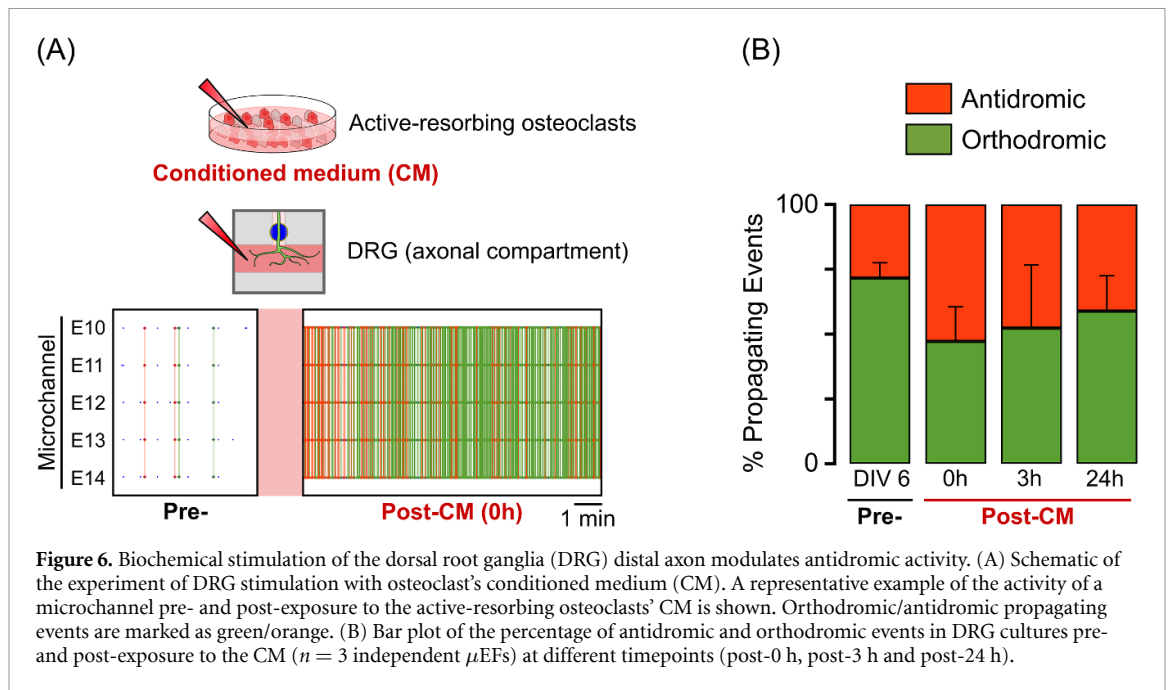 (A)
Active-resorbing osteoclasts
Conditioned medium (CM)
DRG (axonal compartment)
Microchannel
E10
E11
E12
E13
E14
Pre-
Post-CM (0h)
1 min
(B)
Antidromic
Orthodromic
% Propagating Events
100
0
DIV 6 0h 3h 24h
Pre- Post-CM
Figure 6. Biochemical stimulation of the dorsal root ganglia (DRG) distal axon modulates antidromic activity. (A) Schematic of
the experiment of DRG stimulation with osteoclast’s conditioned medium (CM). A representative example of the activity of a
microchannel pre- and post-exposure to the active-resorbing osteoclasts’ CM is shown. Orthodromic/antidromic propagating
events are marked as green/orange. (B) Bar plot of the percentage of antidromic and orthodromic events in DRG cultures pre-
and post-exposure to the CM (n = 3 independent μEFs) at different timepoints (post-0 h, post-3 h and post-24 h).